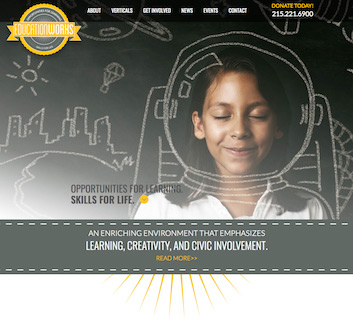 ABOUT VERTICALS GET INVOLVED NEWS EVENTS CONTACT
DONATE TODAY!
215.221.6900
EDUCATIONWORKS
OPPORTUNITIES FOR LEARNING.
SKILLS FOR LIFE.
AN ENRICHING ENVIRONMENT THAT EMPHASIZES
LEARNING, CREATIVITY, AND CIVIC INVOLVEMENT.
READ MORE>>